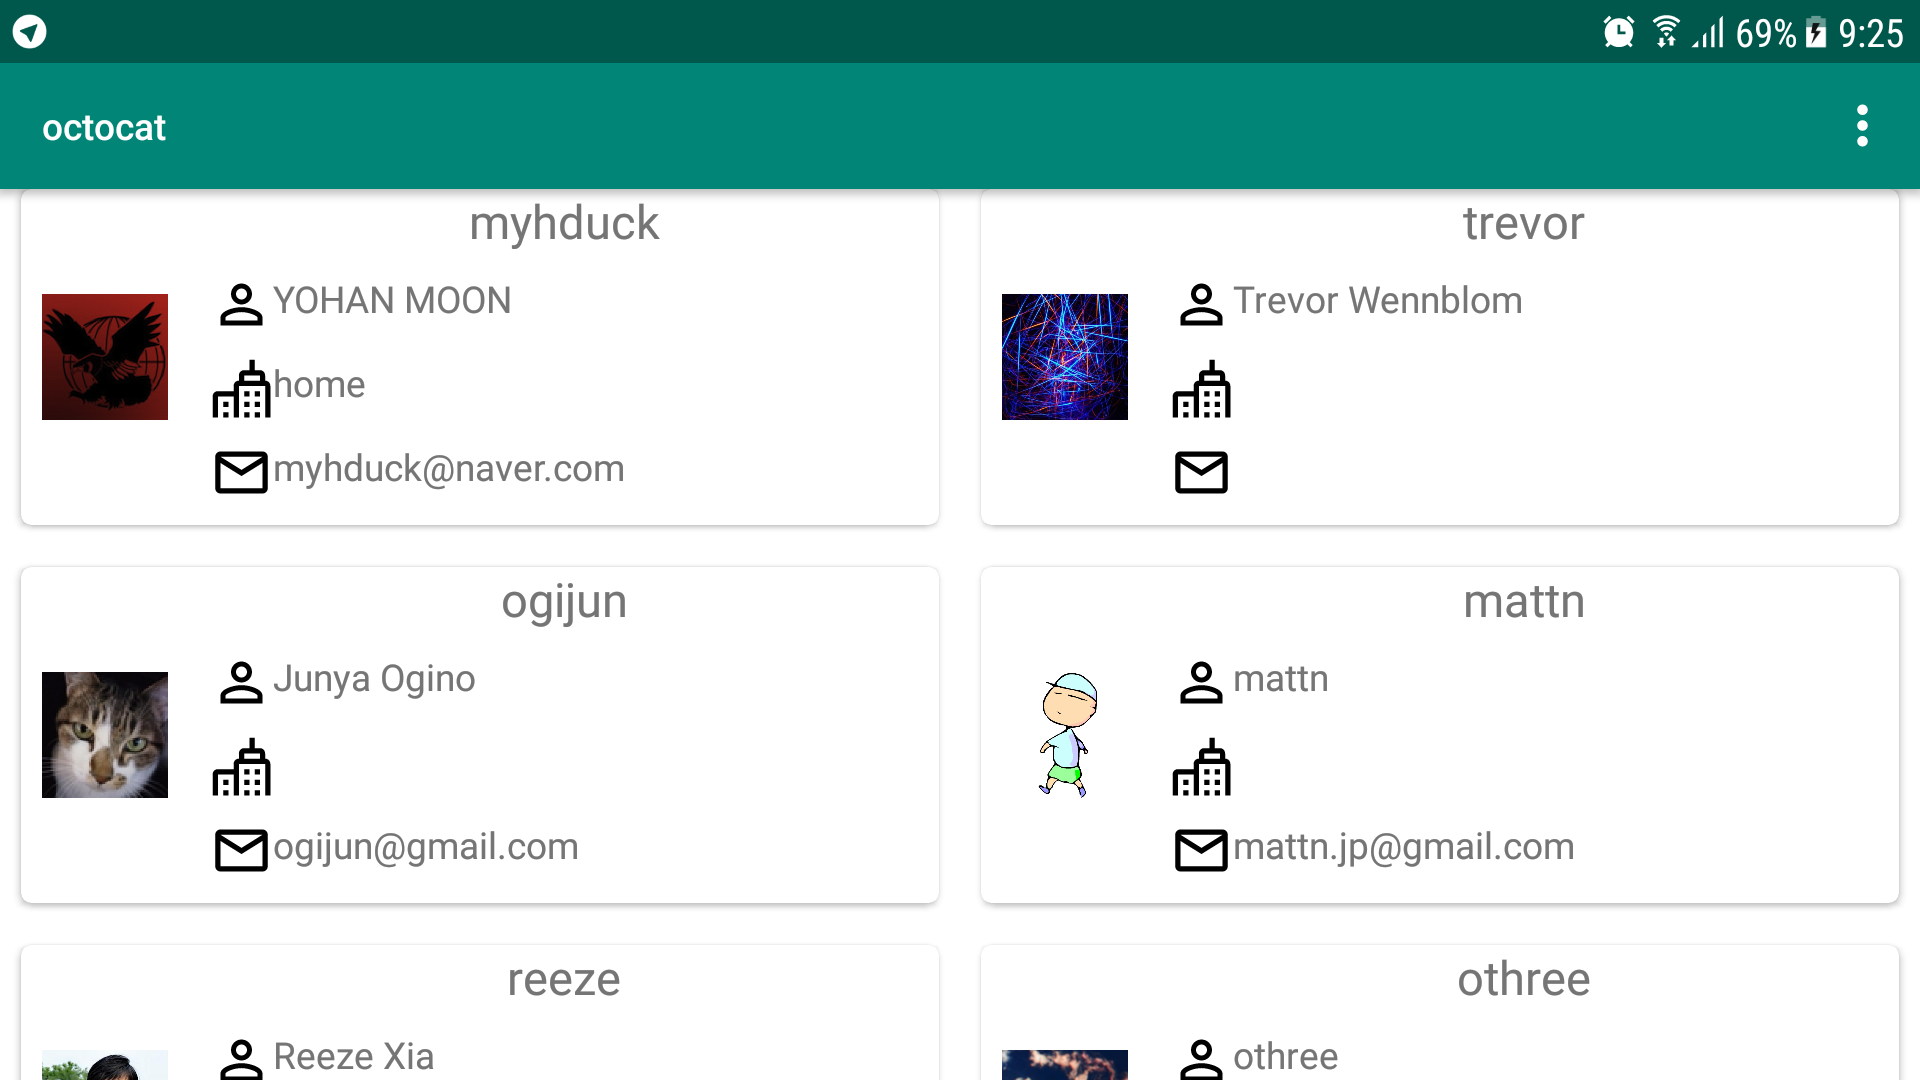 69% 9:25
octocat
myhduck
YOHAN MOON
home
myhduck@naver.com
trevor
Trevor Wennblom
ogijun
Junya Ogino
ogijun@gmail.com
mattn
mattn
mattn.jp@gmail.com
reeze
Reeze Xia
othree
othree